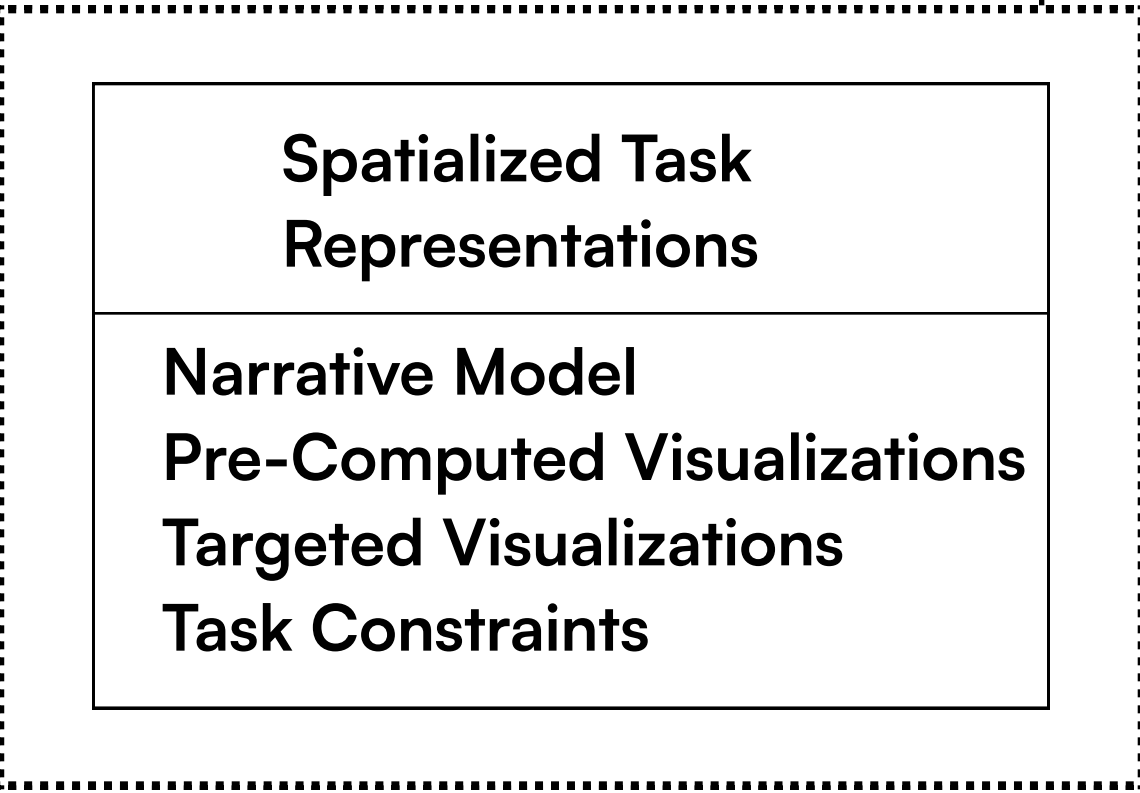 Spatialized Task
Representations
Narrative Model
Pre-Computed Visualizations
Targeted Visualizations
Task Constraints